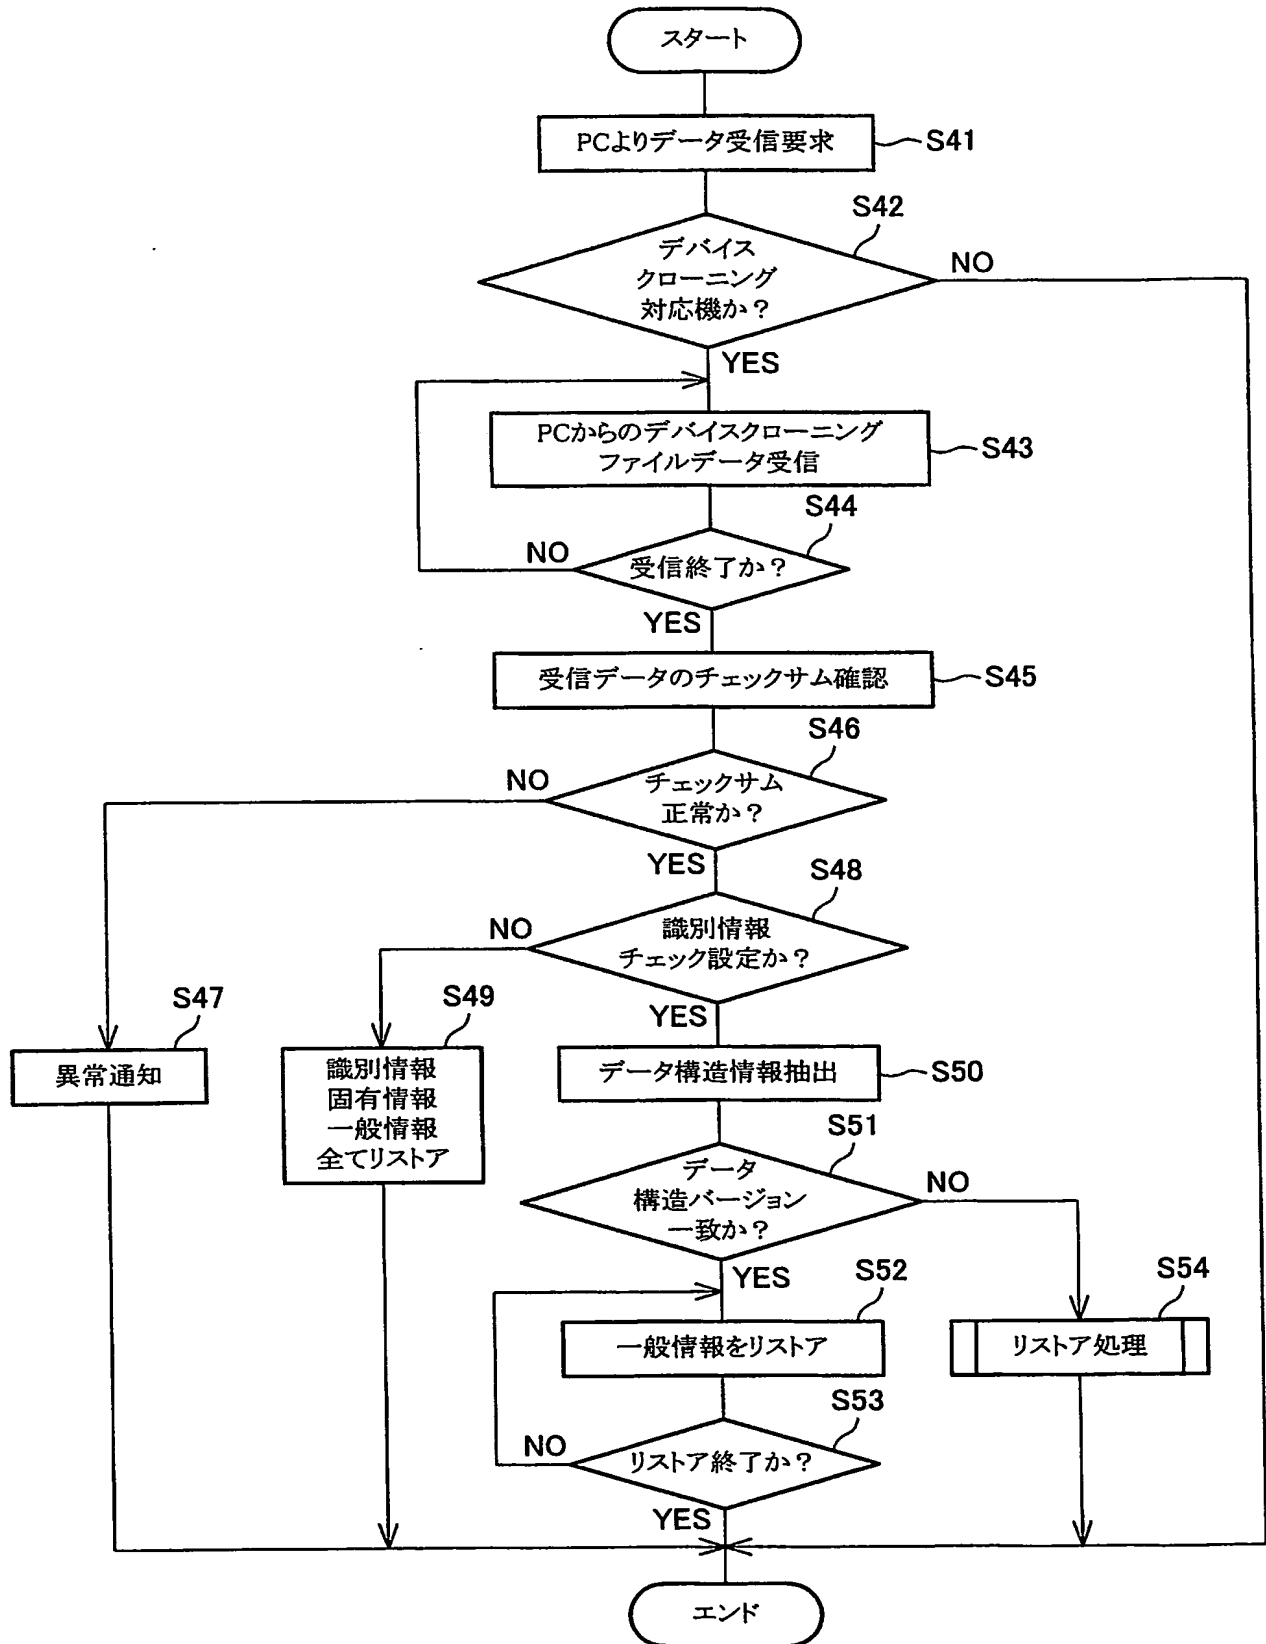 スタート
PCよりデータ受信要求
S41
S42
デバイス
クローニング
対応機か?
NO
YES
PCからのデバイスクローニング
ファイルデータ受信
S43
S44
受信終了か?
NO
YES
受信データのチェックサム確認
S45
S46
チェックサム
正常か?
NO
YES
S48
識別情報
チェック設定か?
NO
YES
S47
異常通知
S49
識別情報
固有情報
一般情報
全てリストア
データ構造情報抽出
S50
S51
データ
構造バージョン
一致か?
NO
YES
S52
一般情報をリストア
S54
リストア処理
S53
リストア終了か?
NO
YES
エンド